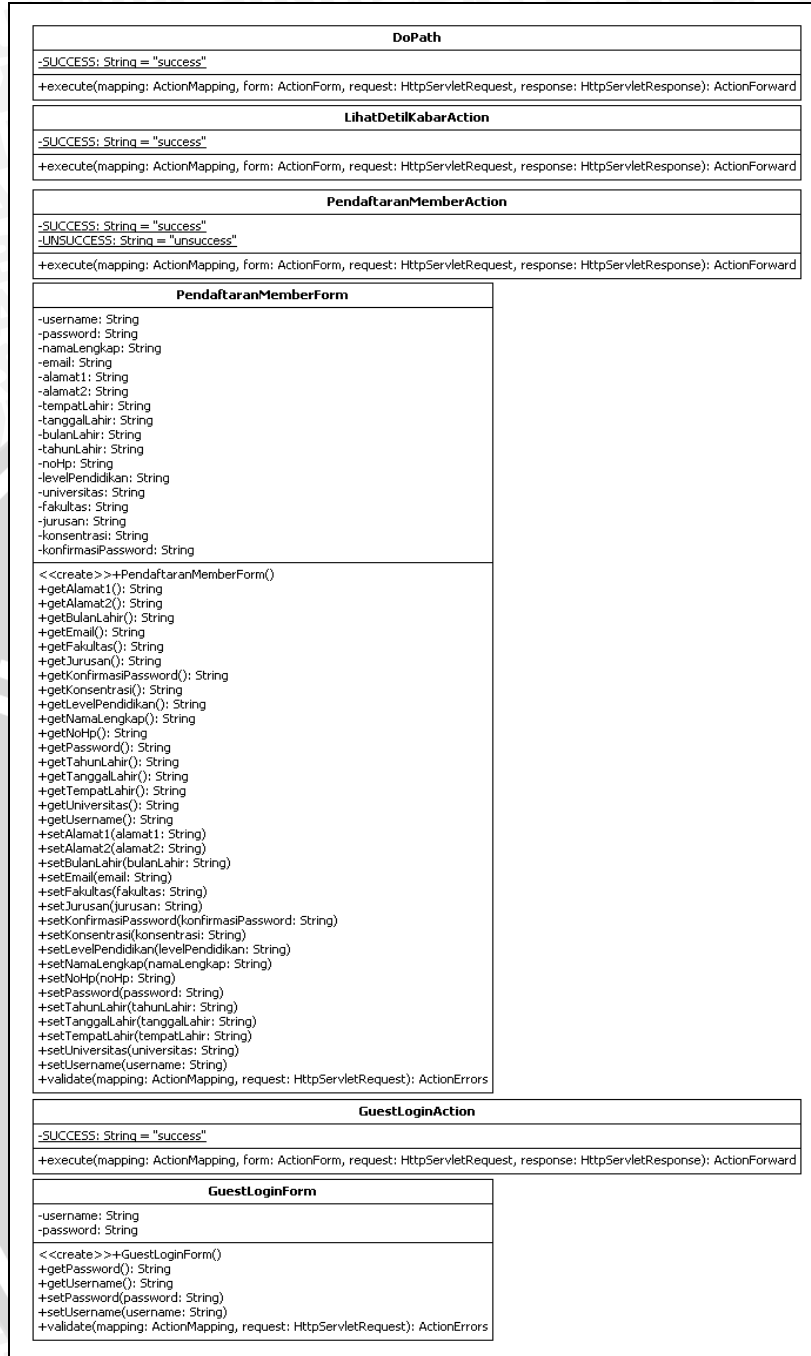 DoPath
-SUCCESS: String = "success"
+execute(mapping: ActionMapping, form: ActionForm, request: HttpServletRequest, response: HttpServletResponse): ActionForward
LihatDetilKabarAction
-SUCCESS: String = "success"
+execute(mapping: ActionMapping, form: ActionForm, request: HttpServletRequest, response: HttpServletResponse): ActionForward
PendaftaranMemberAction
-SUCCESS: String = "success"
-UNSUCCESS: String = "unsuccess"
+execute(mapping: ActionMapping, form: ActionForm, request: HttpServletRequest, response: HttpServletResponse): ActionForward
PendaftaranMemberForm
-username: String
-password: String
-namaLengkap: String
-email: String
-alamat1: String
-alamat2: String
-tempatLahir: String
-tanggalLahir: String
-bulanLahir: String
-tahunLahir: String
-noHp: String
-levelPendidikan: String
-universitas: String
-fakultas: String
-jurusan: String
-konsentrasi: String
-konfirmasiPassword: String
<<create>>+PendaftaranMemberForm()
+getAlamat1(): String
+getAlamat2(): String
+getBulanLahir(): String
+getEmail(): String
+getFakultas(): String
+getJurusan(): String
+getKonfirmasiPassword(): String
+getKonsentrasi(): String
+getLevelPendidikan(): String
+getNamaLengkap(): String
+getNoHp(): String
+getPassword(): String
+getTahunLahir(): String
+getTanggalLahir(): String
+getTempatLahir(): String
+getUniversitas(): String
+getUsername(): String
+setAlamat1(alamat1: String)
+setAlamat2(alamat2: String)
+setBulanLahir(bulanLahir: String)
+setEmail(email: String)
+setFakultas(fakultas: String)
+setJurusan(jurusan: String)
+setKonfirmasiPassword(konfirmasiPassword: String)
+setKonsentrasi(konsentrasi: String)
+setLevelPendidikan(levelPendidikan: String)
+setNamaLengkap(namaLengkap: String)
+setNoHp(noHp: String)
+setPassword(password: String)
+setTahunLahir(tahunLahir: String)
+setTanggalLahir(tanggalLahir: String)
+setTempatLahir(tempatLahir: String)
+setUniversitas(universitas: String)
+setUsername(username: String)
+validate(mapping: ActionMapping, request: HttpServletRequest): ActionErrors
GuestLoginAction
-SUCCESS: String = "success"
+execute(mapping: ActionMapping, form: ActionForm, request: HttpServletRequest, response: HttpServletResponse): ActionForward
GuestLoginForm
-username: String
-password: String
<<create>>+GuestLoginForm()
+getPassword(): String
+getUsername(): String
+setPassword(password: String)
+setUsername(username: String)
+validate(mapping: ActionMapping, request: HttpServletRequest): ActionErrors